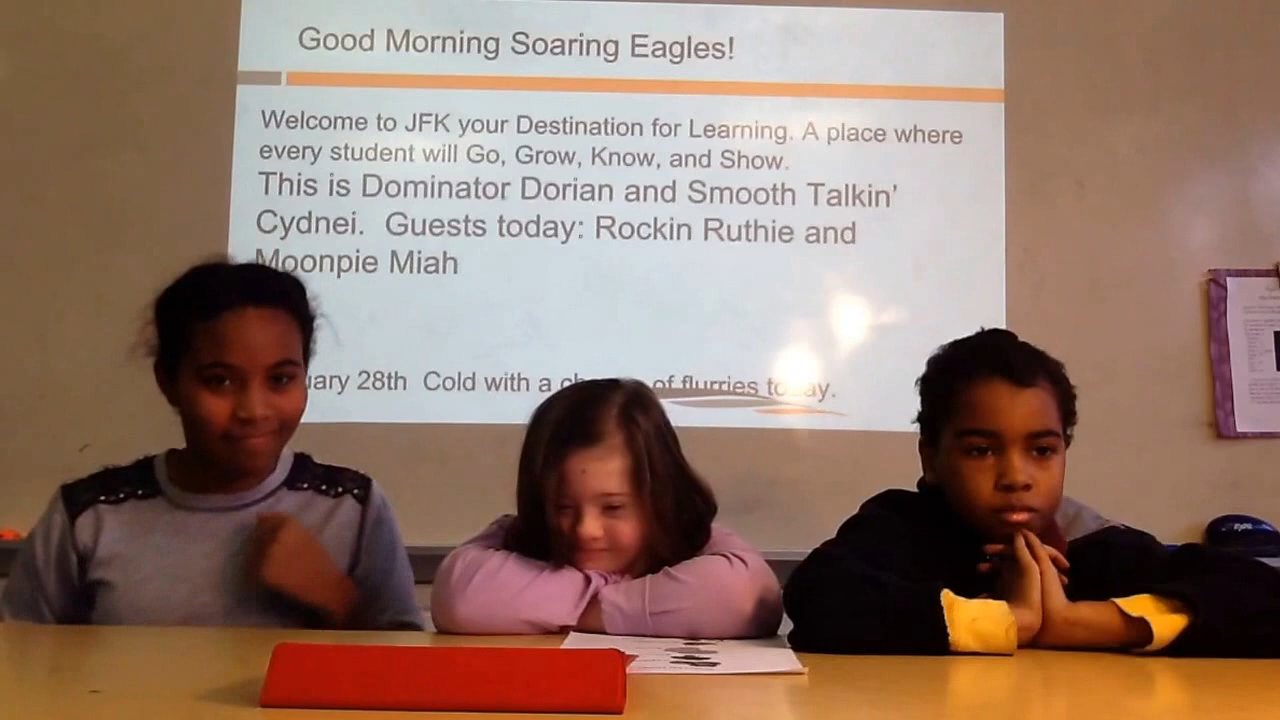 Good Morning Soaring Eagles!
Welcome to JFK your Destination for Learning. A place where
every student will Go, Grow, Know, and Show.
This is Dominator Dorian and Smooth Talkin'
Cydnei. Guests today: Rockin Ruthie and
Moonpie Miah
28th Cold with a of flurries